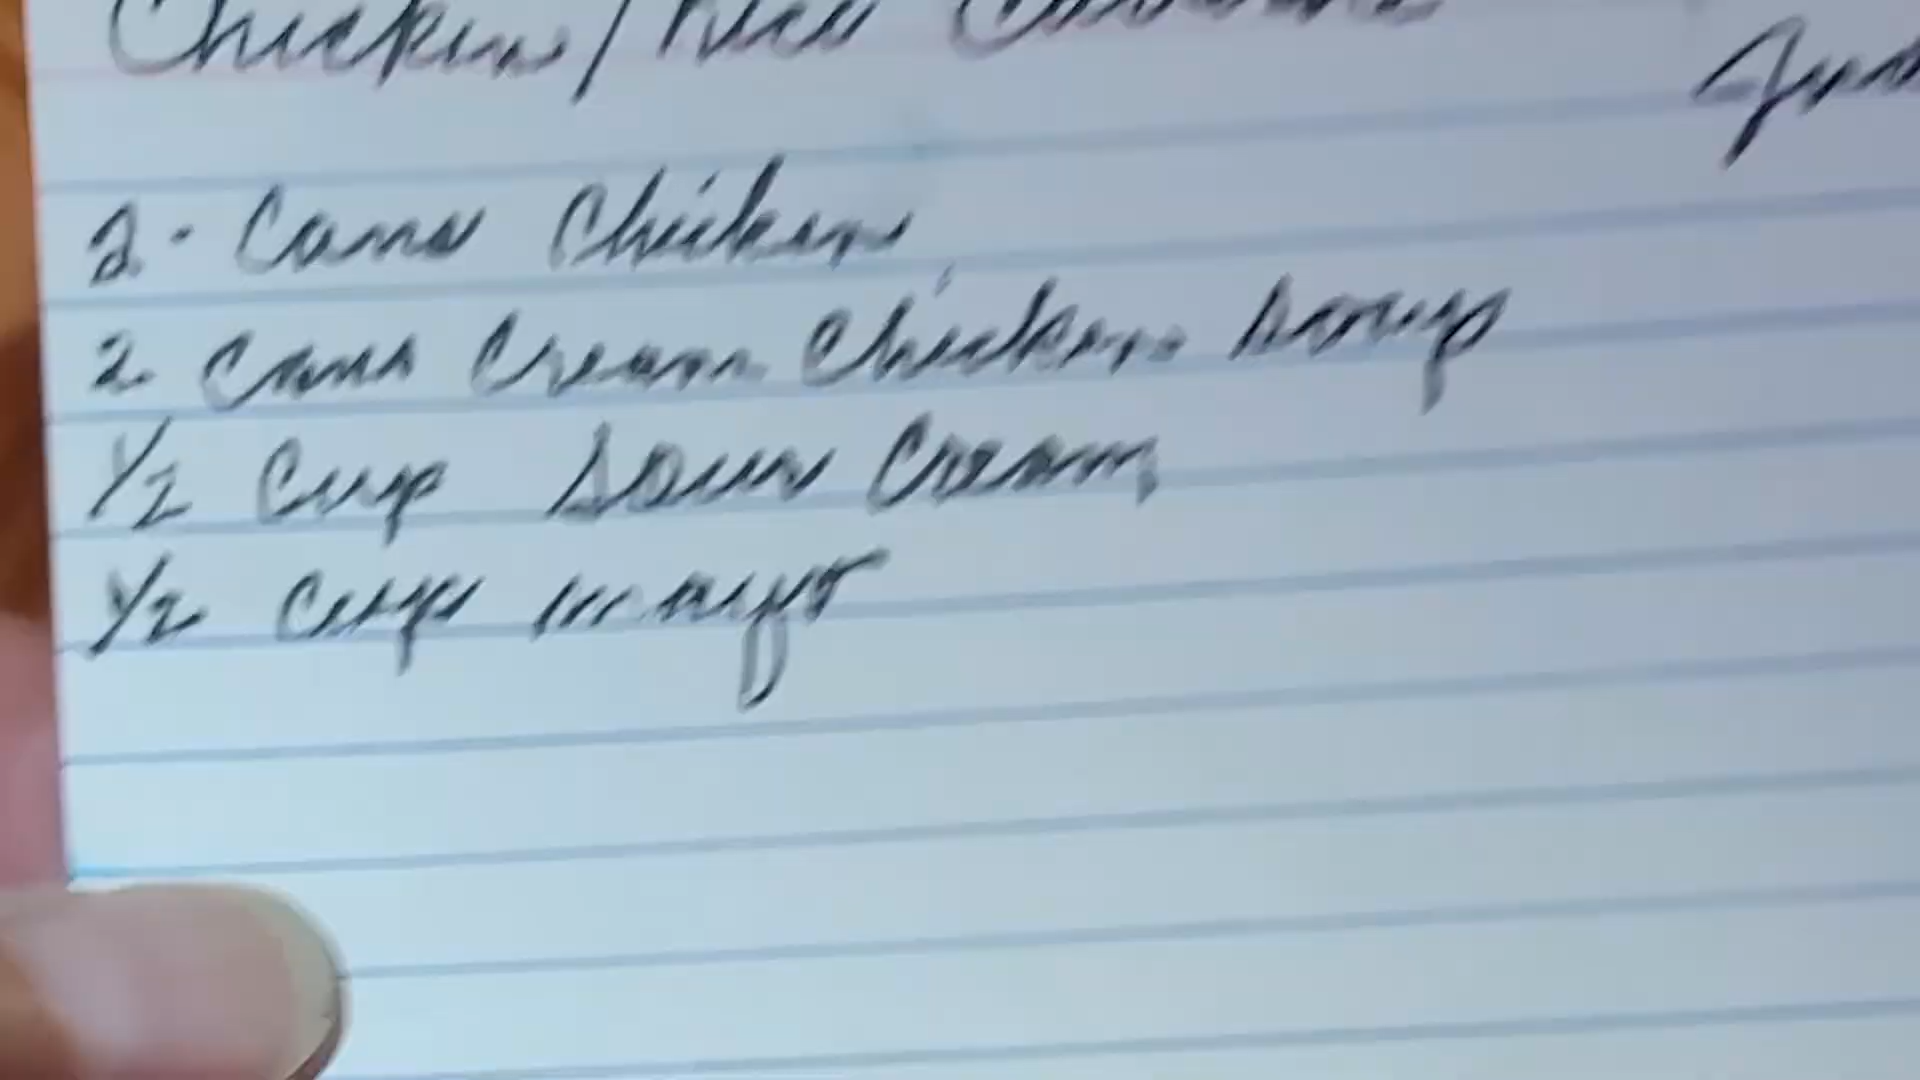 Chicken/Rice
2 - Cans Chicken
2 Cans Cream Chicken Soup
1/2 Cup Sour Cream
1/2 Cup mayo